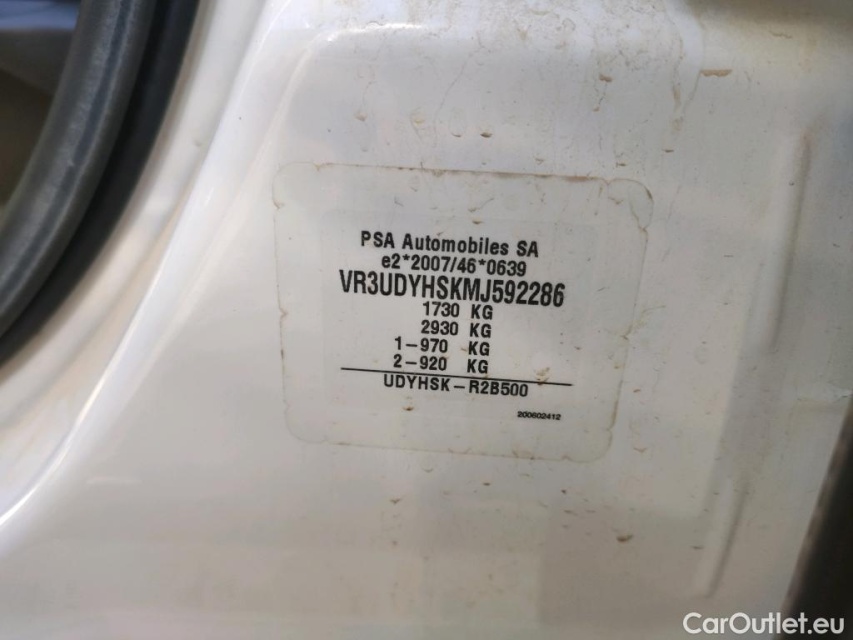 PSA Automobiles SA
e2*2007/46*0639
VR3UDYHSKMJ592286
1730 KG
2930 KG
1-970 KG
2-920 KG
UDYHSK-R2B500
200602412
CarOutlet.eu